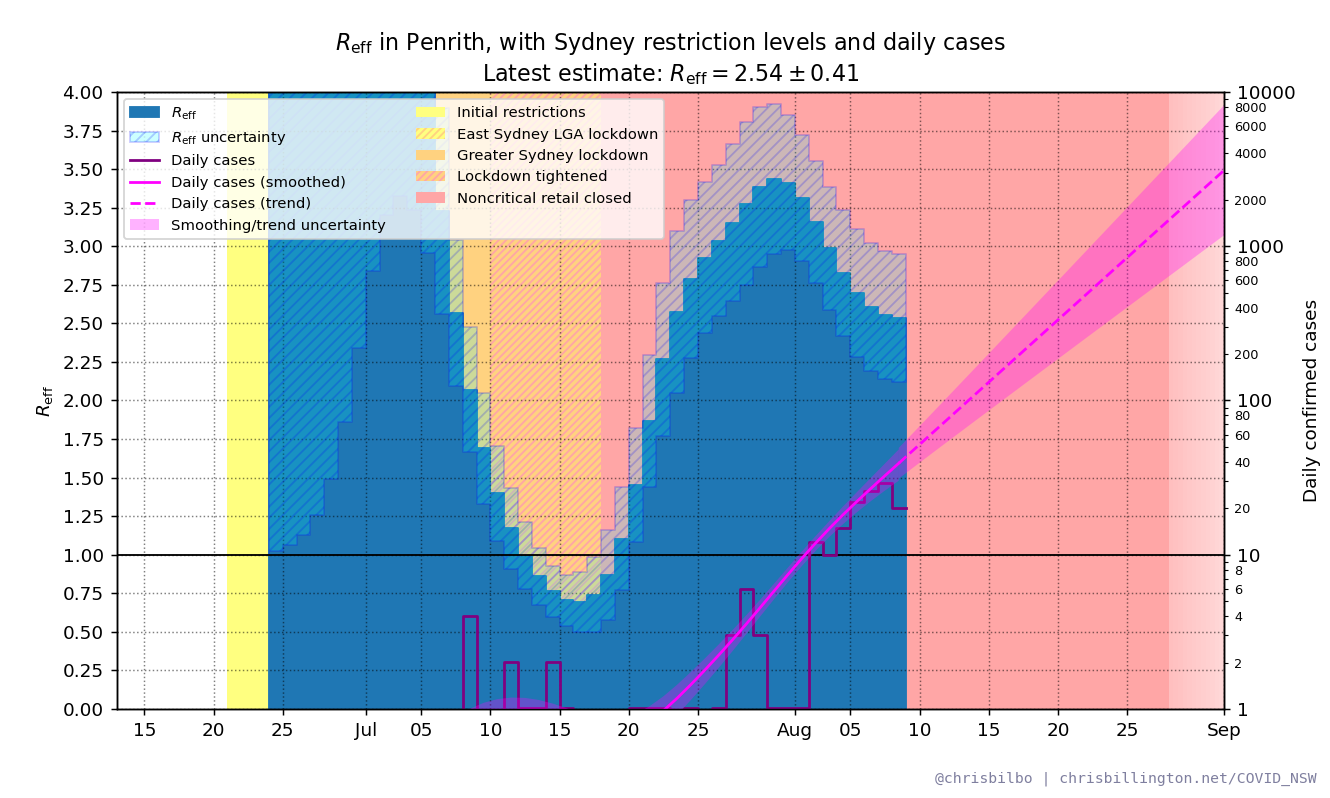 Reff in Penrith, with Sydney restriction levels and daily cases
Latest estimate: Reff = 2.54 ± 0.41
Reff
Reff uncertainty
Daily cases
Daily cases (smoothed)
Daily cases (trend)
Smoothing/trend uncertainty
Initial restrictions
East Sydney LGA lockdown
Greater Sydney lockdown
Lockdown tightened
Noncritical retail closed
Reff
4.00
3.75
3.50
3.25
3.00
2.75
2.50
2.25
2.00
1.75
1.50
1.25
1.00
0.75
0.50
0.25
0.00
15 20 25 Jul 05 10 15 20 25 Aug 05 10 15 20 25 Sep
10000
8000
6000
4000
2000
1000
800
600
400
200
100
80
60
40
20
10
8
6
4
2
1
Daily confirmed cases
@chrisbilbo | chrisbillington.net/COVID_NSW